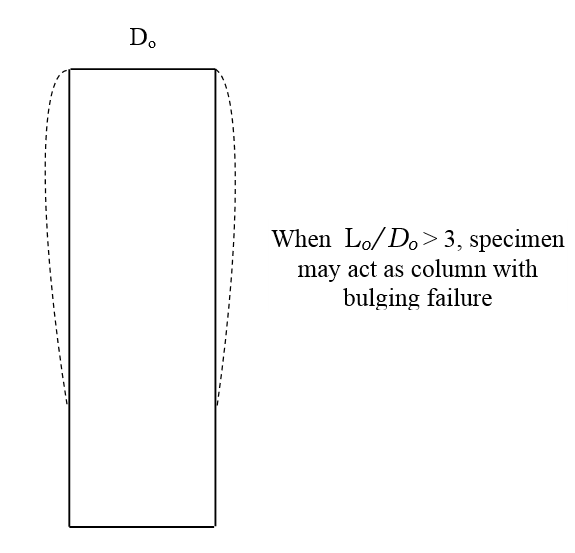 Dₒ
When Lₒ/Dₒ > 3, specimen
may act as column with
bulging failure